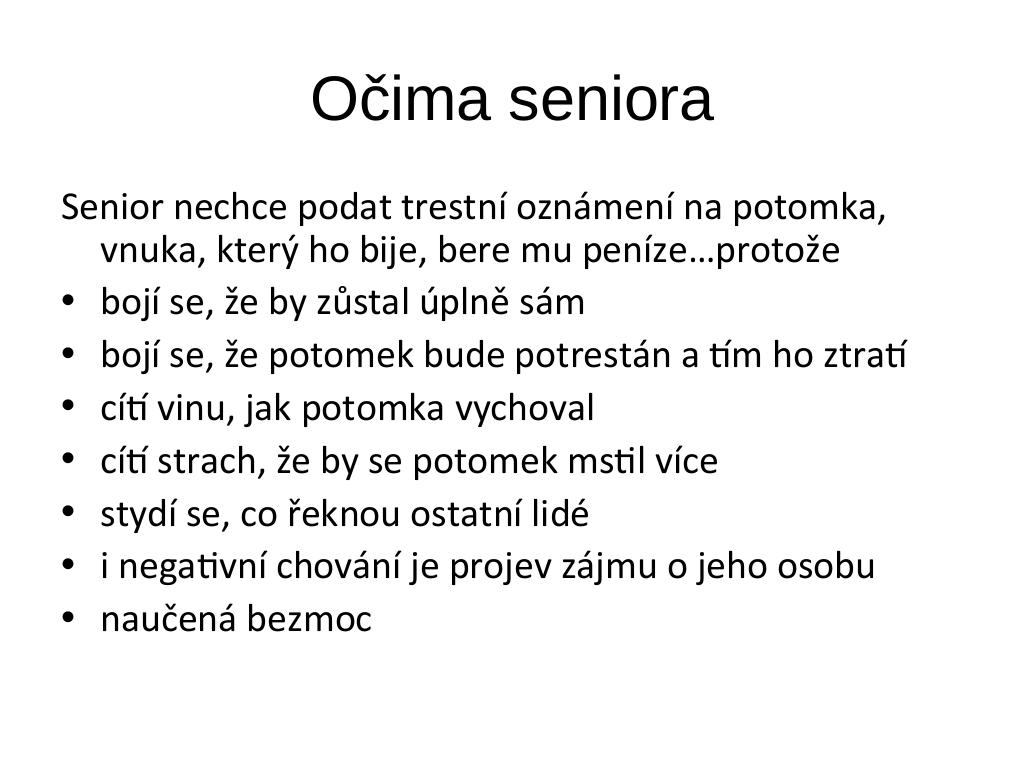 Očima seniora
Senior nechce podat trestní oznámení na potomka,
vnuka, který ho bije, bere mu peníze…protože
• bojí se, že by zůstal úplně sám
• bojí se, že potomek bude potrestán a tím ho ztratí
• cítí vinu, jak potomka vychoval
• cítí strach, že by se potomek mstil více
• stydí se, co řeknou ostatní lidé
• i negativní chování je projev zájmu o jeho osobu
• naučená bezmoc